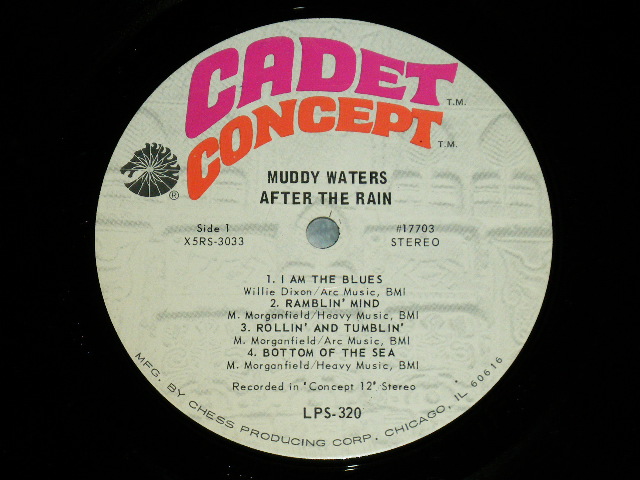 CADET T.M.
CONCEPT T.M.
®
MUDDY WATERS
AFTER THE RAIN
Side 1 #17703
X5RS-3033 STEREO
1. I AM THE BLUES
Willie Dixon/Arc Music, BMI
2. RAMBLIN' MIND
M. Morganfield/Heavy Music, BMI
3. ROLLIN' AND TUMBLIN'
M. Morganfield/Arc Music, BMI
4. BOTTOM OF THE SEA
M. Morganfield/Heavy Music, BMI
Recorded in "Concept 12" Stereo
LPS-320
MFG. BY CHESS PRODUCING CORP. CHICAGO, IL 60616